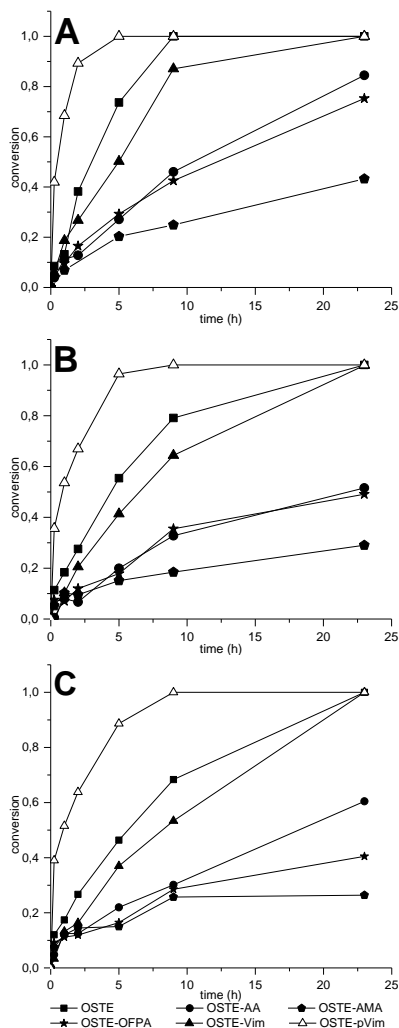 A
1,0
0,8
0,6
0,4
0,2
0,0
conversion
0 5 10 15 20 25
time (h)
B
1,0
0,8
0,6
0,4
0,2
0,0
conversion
0 5 10 15 20 25
time (h)
C
1,0
0,8
0,6
0,4
0,2
0,0
conversion
0 5 10 15 20 25
time (h)
OSTE OSTE-AA OSTE-AMA
OSTE-OFPA OSTE-Vim OSTE-pVim